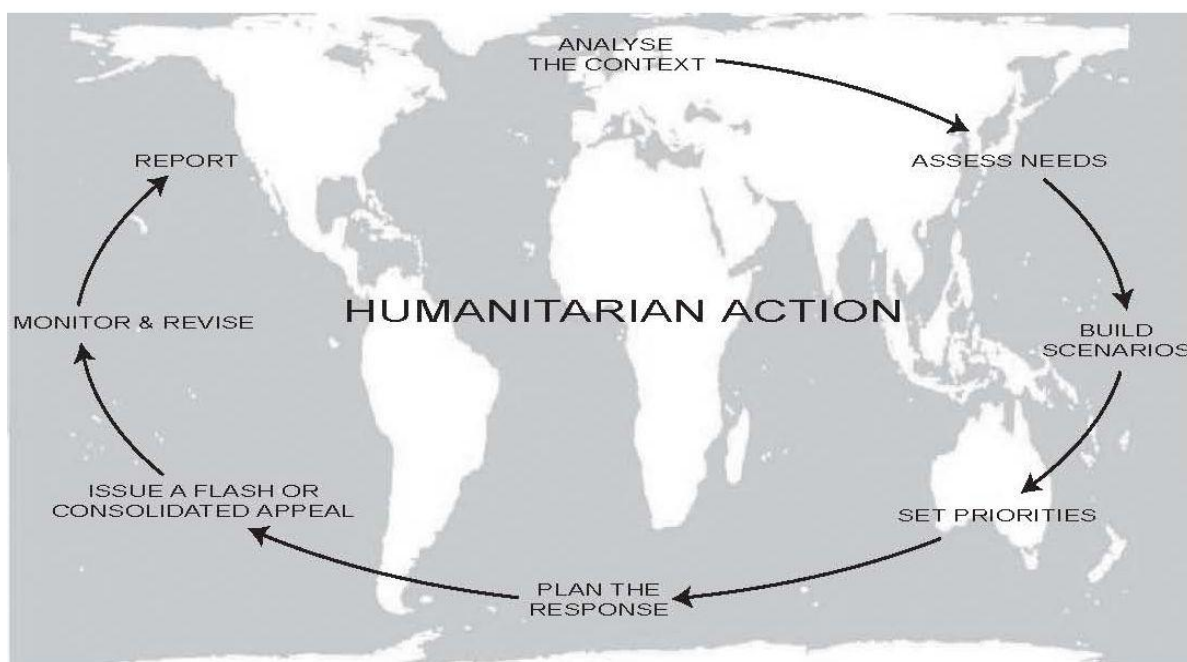 ANALYSE
THE CONTEXT
ASSESS NEEDS
BUILD
SCENARIOS
SET PRIORITIES
PLAN THE
RESPONSE
ISSUE A FLASH OR
CONSOLIDATED APPEAL
MONITOR & REVISE
REPORT
HUMANITARIAN ACTION